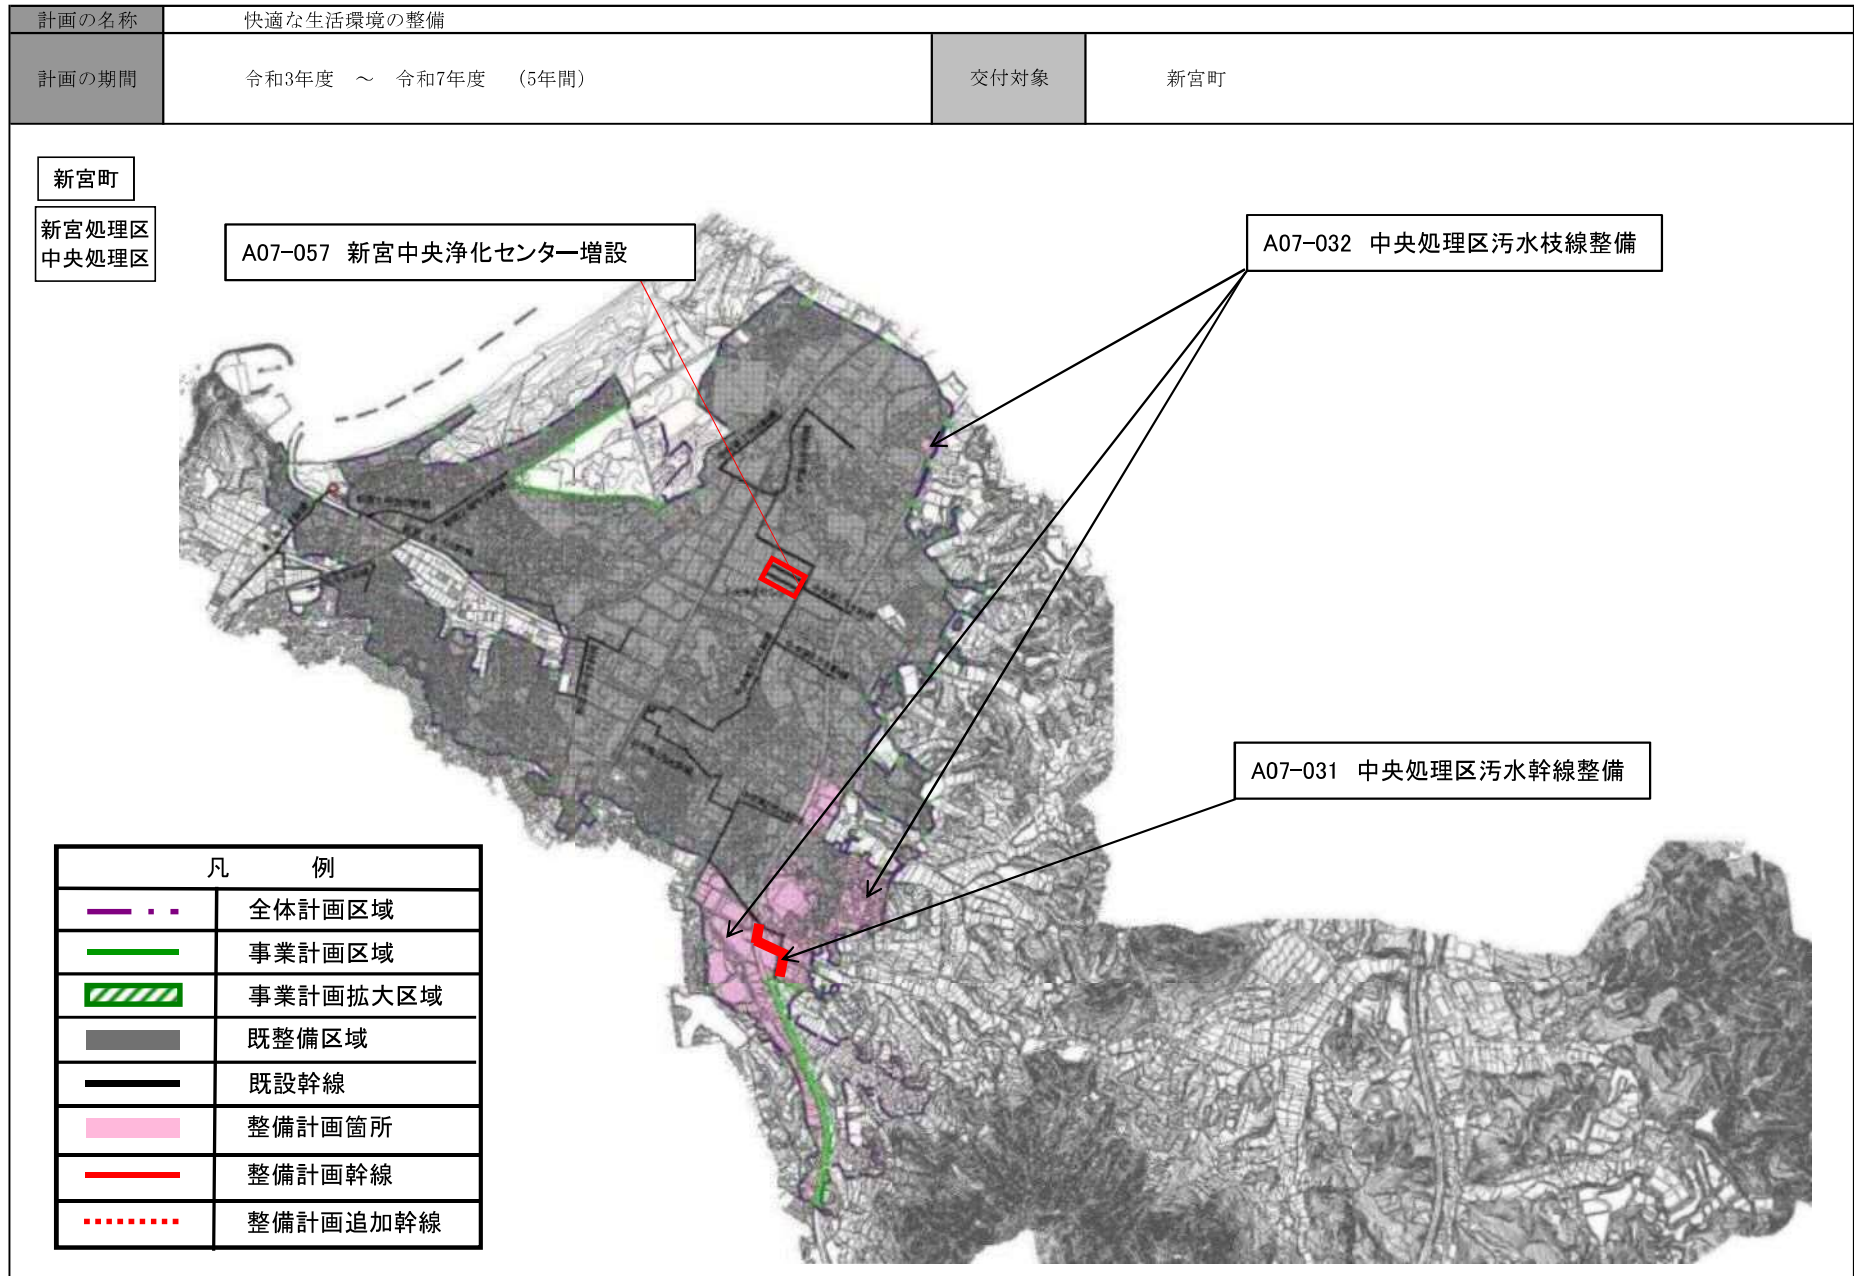 計画の名称 快適な生活環境の整備
計画の期間 令和3年度 ～ 令和7年度 （5年間） 交付対象 新宮町
新宮町
新宮処理区
中央処理区
A07-057 新宮中央浄化センター増設
A07-032 中央処理区汚水枝線整備
A07-031 中央処理区汚水幹線整備
凡 例
全体計画区域
事業計画区域
事業計画拡大区域
既整備区域
既設幹線
整備計画箇所
整備計画幹線
整備計画追加幹線